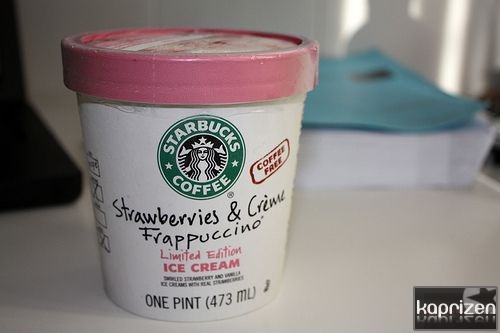 STARBUCKS
COFFEE
®
COFFEE
FREE
Strawberries & Crème
Frappuccino®
Limited Edition
ICE CREAM
SWIRLED STRAWBERRY AND VANILLA
ICE CREAMS WITH REAL STRAWBERRIES
ONE PINT (473 mL)
kaprizen